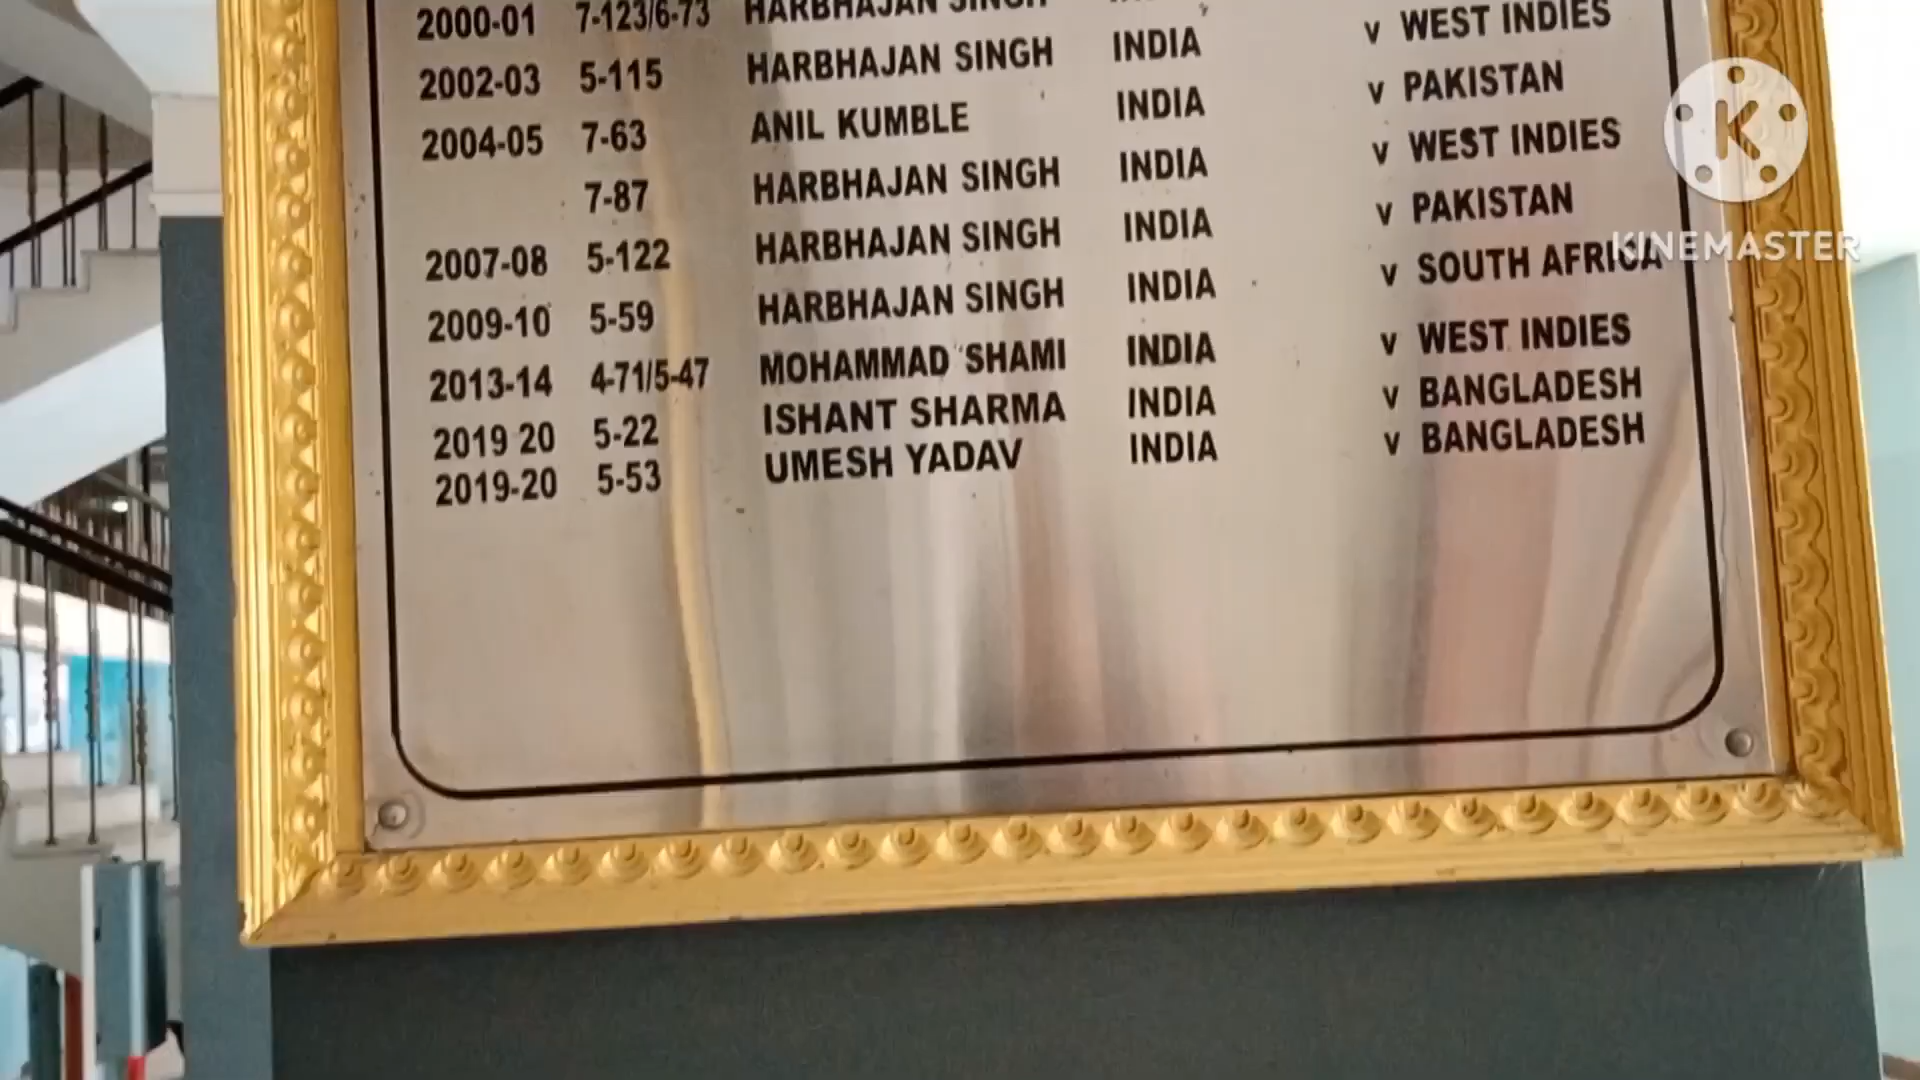 2000-01 7-123/6-73 HARBHAJAN SINGH
2002-03 5-115 HARBHAJAN SINGH INDIA v WEST INDIES
2004-05 7-63 ANIL KUMBLE INDIA v PAKISTAN
7-87 HARBHAJAN SINGH INDIA v WEST INDIES
2007-08 5-122 HARBHAJAN SINGH INDIA v PAKISTAN
2009-10 5-59 HARBHAJAN SINGH INDIA v SOUTH AFRICA
2013-14 4-71/5-47 MOHAMMAD SHAMI INDIA v WEST INDIES
2019 20 5-22 ISHANT SHARMA INDIA v BANGLADESH
2019-20 5-53 UMESH YADAV INDIA v BANGLADESH
K
KINEMASTER